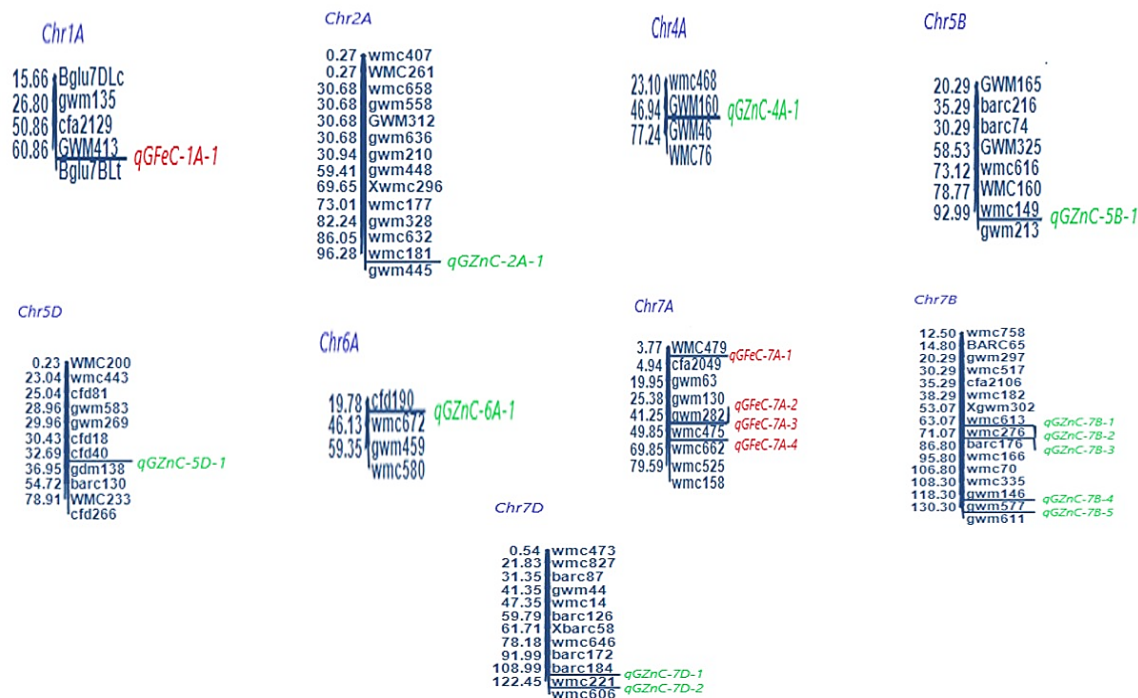 Chr1A
15.66 Bglu7DLc
26.80 gwm135
50.86 cfa2129
60.86 GWM413
Bglu7BLt
qGFeC-1A-1
Chr2A
0.27 wmc407
0.27 WMC261
30.68 wmc658
30.68 gwm558
30.68 GWM312
30.68 gwm636
30.94 gwm210
59.41 gwm448
69.65 Xwmc296
73.01 wmc177
82.24 gwm328
86.05 wmc632
96.28 wmc181
gwm445
qGZnC-2A-1
Chr4A
23.10 wmc468
46.94 GWM160
77.24 GWM46
WMC76
qGZnC-4A-1
Chr5B
20.29 GWM165
35.29 barc216
30.29 barc74
58.53 GWM325
73.12 wmc616
78.77 WMC160
92.99 wmc149
gwm213
qGZnC-5B-1
Chr5D
0.23 WMC200
23.04 wmc443
25.04 cfd81
28.96 gwm583
29.96 gwm269
30.43 cfd18
32.69 cfd40
36.95 gdm138
54.72 barc130
78.91 WMC233
cfd266
qGZnC-5D-1
Chr6A
19.78 cfd190
46.13 wmc672
59.35 gwm459
wmc580
qGZnC-6A-1
Chr7A
3.77 WMC479
4.94 cfa2049
19.95 gwm63
25.38 gwm130
41.25 gwm282
49.85 wmc475
69.85 wmc662
79.59 wmc525
wmc158
qGFeC-7A-1
qGFeC-7A-2
qGFeC-7A-3
qGFeC-7A-4
Chr7B
12.50 wmc758
14.80 BARC65
20.29 gwm297
30.29 wmc517
35.29 cfa2106
38.29 wmc182
53.07 Xgwm302
63.07 wmc613
71.07 wmc276
86.80 barc176
95.80 wmc166
106.80 wmc70
108.30 wmc335
118.30 gwm146
130.30 gwm577
gwm611
qGZnC-7B-1
qGZnC-7B-2
qGZnC-7B-3
qGZnC-7B-4
qGZnC-7B-5
Chr7D
0.54 wmc473
21.83 wmc827
31.35 barc87
41.35 gwm44
47.35 wmc14
59.79 barc126
61.71 Xbarc58
78.18 wmc646
91.99 barc172
108.99 barc184
122.45 wmc221
wmc606
qGZnC-7D-1
qGZnC-7D-2